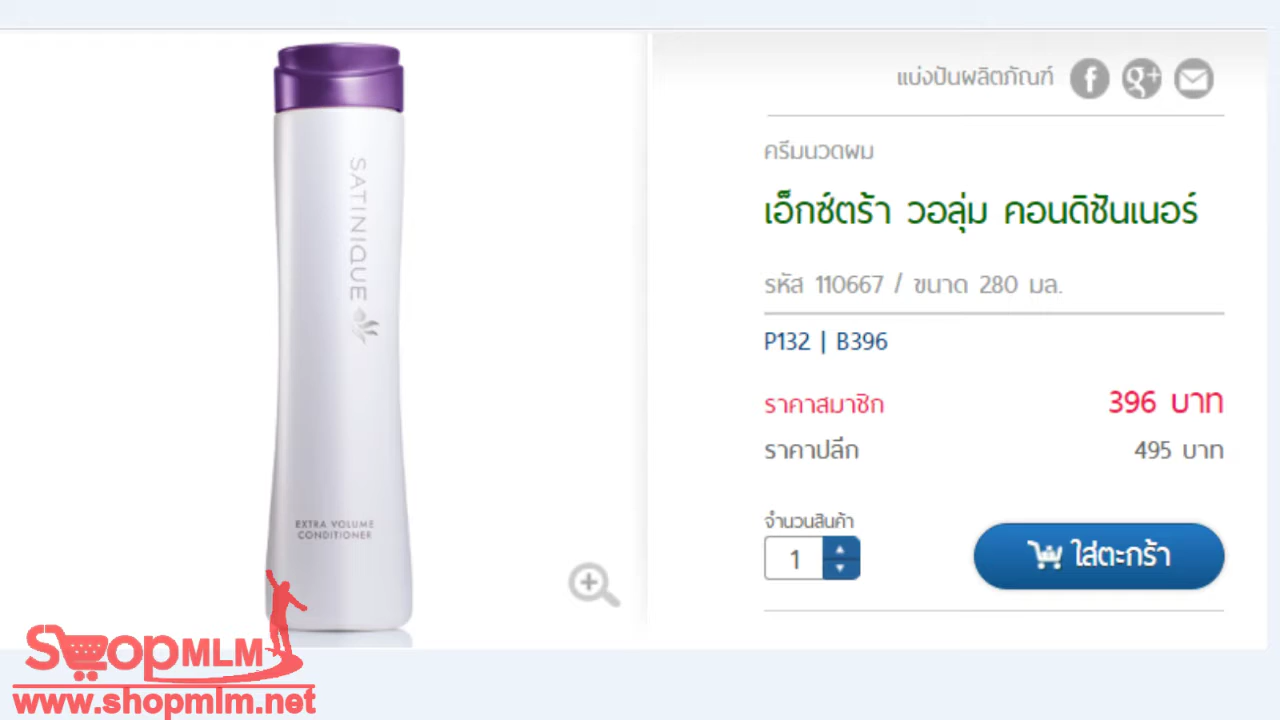 SATINIQUE
EXTRA VOLUME
CONDITIONER
แบ่งปันผลิตภัณฑ์
f
g+
ครีมนวดผม
เอ็กซ์ตร้า วอลุ่ม คอนดิชันเนอร์
รหัส 110667 / ขนาด 280 มล.
P132 | B396
ราคาสมาชิก 396 บาท
ราคาปลีก 495 บาท
จำนวนสินค้า
1
ใส่ตะกร้า
SHOPMLM
www.shopmlm.net